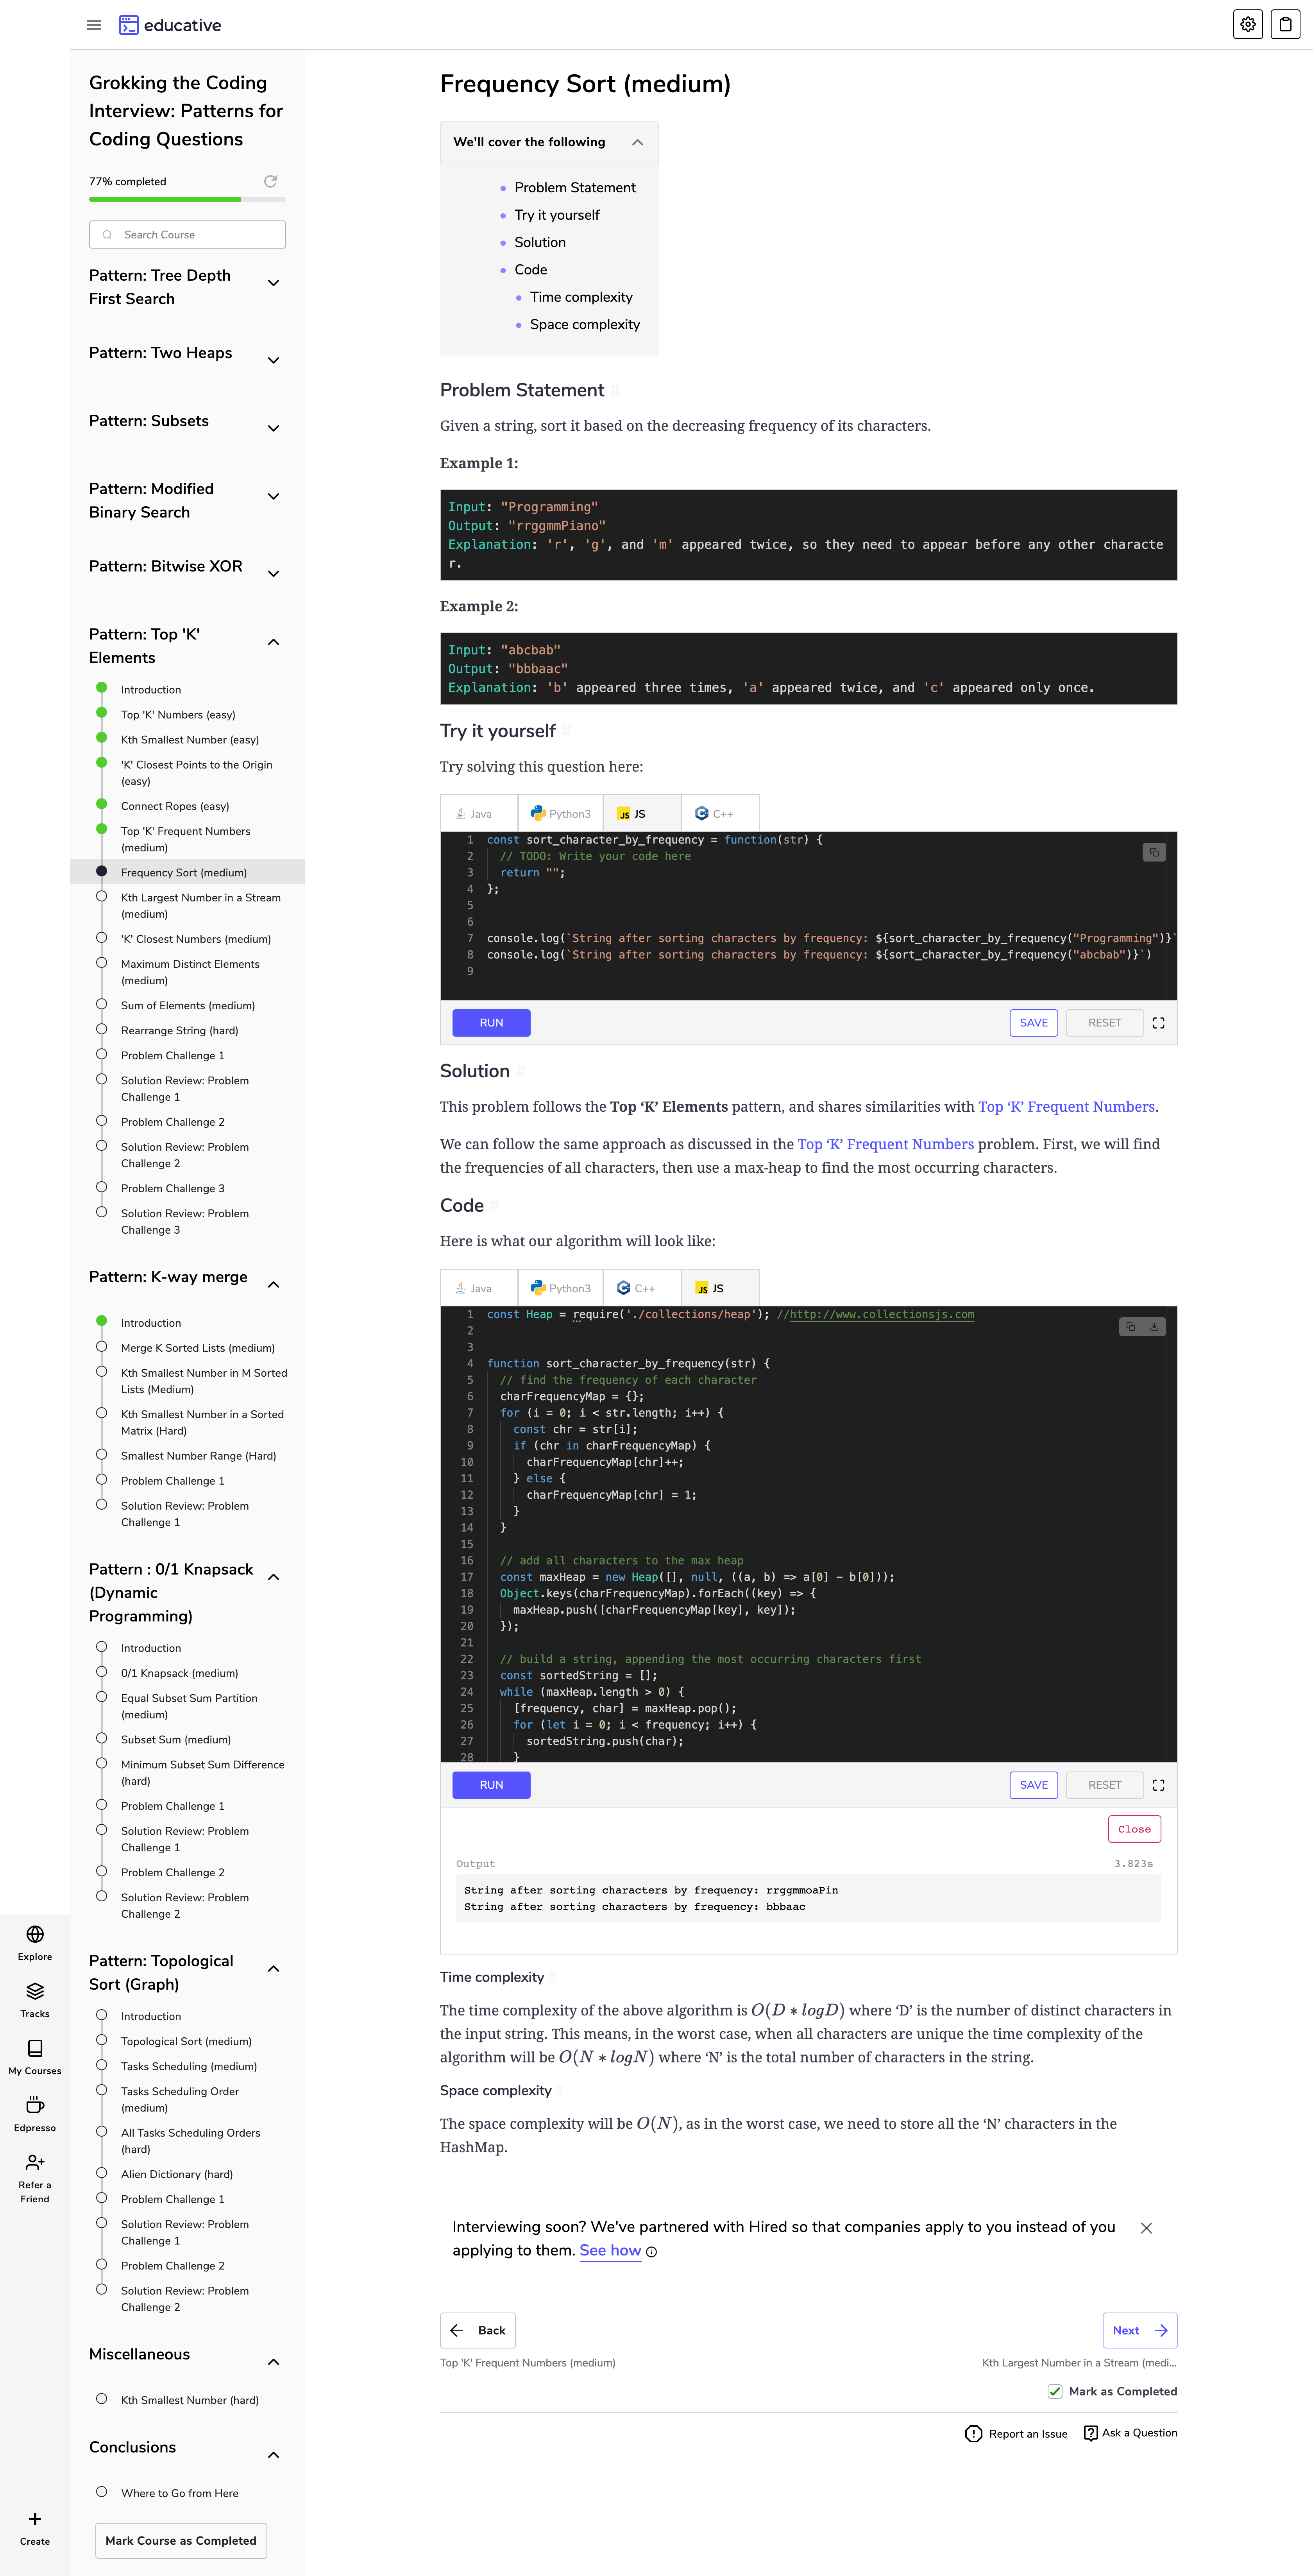 educative
Grokking the Coding
Interview: Patterns for
Coding Questions
77% completed
Search Course
Pattern: Tree Depth
First Search
Pattern: Two Heaps
Pattern: Subsets
Pattern: Modified
Binary Search
Pattern: Bitwise XOR
Pattern: Top 'K'
Elements
Introduction
Top 'K' Numbers (easy)
Kth Smallest Number (easy)
'K' Closest Points to the Origin
(easy)
Connect Ropes (easy)
Top 'K' Frequent Numbers
(medium)
Frequency Sort (medium)
Kth Largest Number in a Stream
(medium)
'K' Closest Numbers (medium)
Maximum Distinct Elements
(medium)
Sum of Elements (medium)
Rearrange String (hard)
Problem Challenge 1
Solution Review: Problem
Challenge 1
Problem Challenge 2
Solution Review: Problem
Challenge 2
Problem Challenge 3
Solution Review: Problem
Challenge 3
Pattern: K-way merge
Introduction
Merge K Sorted Lists (medium)
Kth Smallest Number in M Sorted
Lists (Medium)
Kth Smallest Number in a Sorted
Matrix (Hard)
Smallest Number Range (Hard)
Problem Challenge 1
Solution Review: Problem
Challenge 1
Pattern : 0/1 Knapsack
(Dynamic
Programming)
Introduction
0/1 Knapsack (medium)
Equal Subset Sum Partition
(medium)
Subset Sum (medium)
Minimum Subset Sum Difference
(hard)
Problem Challenge 1
Solution Review: Problem
Challenge 1
Problem Challenge 2
Solution Review: Problem
Challenge 2
Pattern: Topological
Sort (Graph)
Introduction
Topological Sort (medium)
Tasks Scheduling (medium)
Tasks Scheduling Order
(medium)
All Tasks Scheduling Orders
(hard)
Alien Dictionary (hard)
Problem Challenge 1
Solution Review: Problem
Challenge 1
Problem Challenge 2
Solution Review: Problem
Challenge 2
Miscellaneous
Kth Smallest Number (hard)
Conclusions
Where to Go from Here
Mark Course as Completed
Explore
Tracks
My Courses
Edpresso
Refer a
Friend
Create
Frequency Sort (medium)
We'll cover the following
Problem Statement
Try it yourself
Solution
Code
Time complexity
Space complexity
Problem Statement #
Given a string, sort it based on the decreasing frequency of its characters.
Example 1:
Input: "Programming"
Output: "rrggmmPiano"
Explanation: 'r', 'g', and 'm' appeared twice, so they need to appear before any other characte
r.
Example 2:
Input: "abcbab"
Output: "bbbaac"
Explanation: 'b' appeared three times, 'a' appeared twice, and 'c' appeared only once.
Try it yourself #
Try solving this question here:
Java Python3 JS C++
1 const sort_character_by_frequency = function(str) {
2 // TODO: Write your code here
3 return "";
4 };
5
6
7 console.log(`String after sorting characters by frequency: ${sort_character_by_frequency("Programming")}`
8 console.log(`String after sorting characters by frequency: ${sort_character_by_frequency("abcbab")}`)
9
RUN SAVE RESET
Solution #
This problem follows the Top ‘K’ Elements pattern, and shares similarities with Top ‘K’ Frequent Numbers.
We can follow the same approach as discussed in the Top ‘K’ Frequent Numbers problem. First, we will find
the frequencies of all characters, then use a max-heap to find the most occurring characters.
Code #
Here is what our algorithm will look like:
Java Python3 C++ JS
1 const Heap = require('./collections/heap'); //http://www.collectionsjs.com
2
3
4 function sort_character_by_frequency(str) {
5 // find the frequency of each character
6 charFrequencyMap = {};
7 for (i = 0; i < str.length; i++) {
8 const chr = str[i];
9 if (chr in charFrequencyMap) {
10 charFrequencyMap[chr]++;
11 } else {
12 charFrequencyMap[chr] = 1;
13 }
14 }
15
16 // add all characters to the max heap
17 const maxHeap = new Heap([], null, ((a, b) => a[0] - b[0]));
18 Object.keys(charFrequencyMap).forEach((key) => {
19 maxHeap.push([charFrequencyMap[key], key]);
20 });
21
22 // build a string, appending the most occurring characters first
23 const sortedString = [];
24 while (maxHeap.length > 0) {
25 [frequency, char] = maxHeap.pop();
26 for (let i = 0; i < frequency; i++) {
27 sortedString.push(char);
28 }
RUN SAVE RESET
Close
Output 3.823s
String after sorting characters by frequency: rrggmmoaPin
String after sorting characters by frequency: bbbaac
Time complexity #
The time complexity of the above algorithm is O(D ∗ logD) where ‘D’ is the number of distinct characters in
the input string. This means, in the worst case, when all characters are unique the time complexity of the
algorithm will be O(N ∗ logN) where ‘N’ is the total number of characters in the string.
Space complexity #
The space complexity will be O(N), as in the worst case, we need to store all the ‘N’ characters in the
HashMap.
Interviewing soon? We've partnered with Hired so that companies apply to you instead of you
applying to them. See how
Back Next
Top 'K' Frequent Numbers (medium) Kth Largest Number in a Stream (medi...
Mark as Completed
Report an Issue Ask a Question